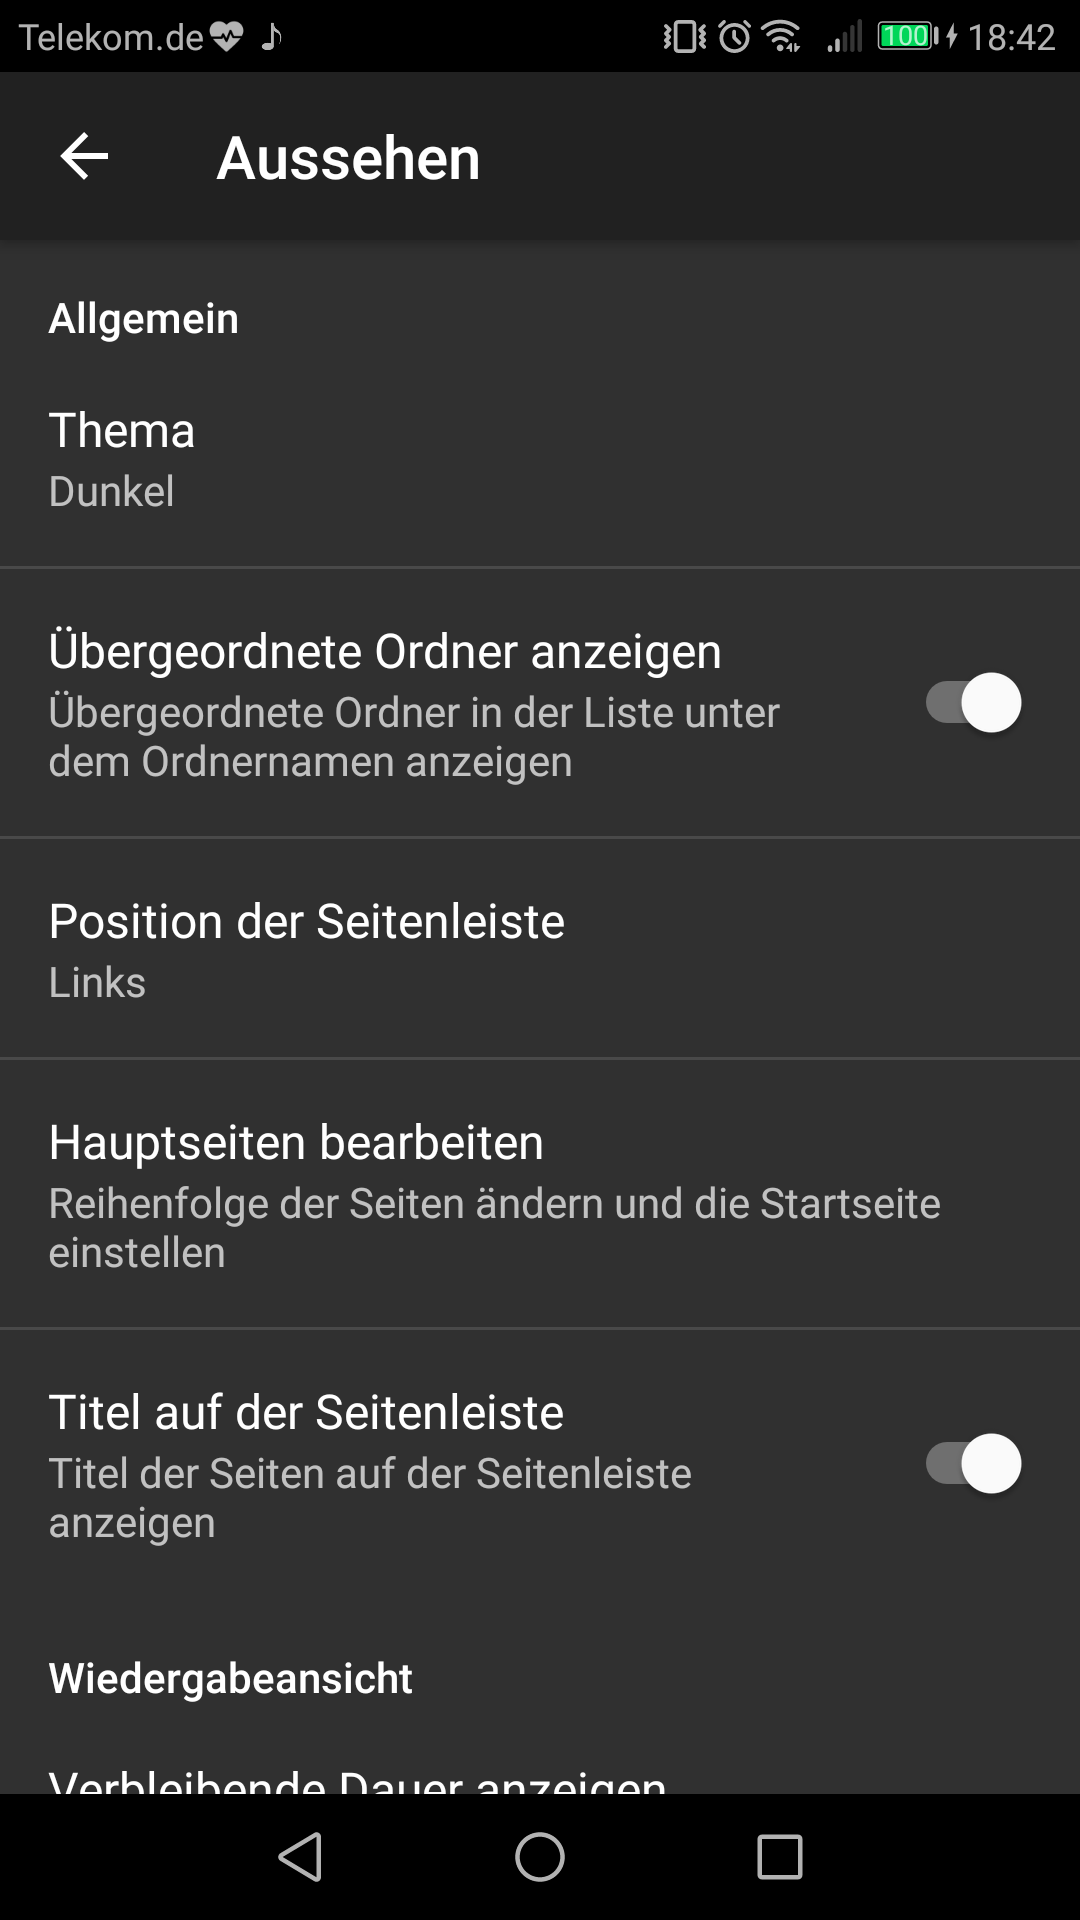 Telekom.de 100 18:42
Aussehen
Allgemein
Thema
Dunkel
Übergeordnete Ordner anzeigen
Übergeordnete Ordner in der Liste unter
dem Ordnernamen anzeigen
Position der Seitenleiste
Links
Hauptseiten bearbeiten
Reihenfolge der Seiten ändern und die Startseite
einstellen
Titel auf der Seitenleiste
Titel der Seiten auf der Seitenleiste
anzeigen
Wiedergabeansicht
Verbleibende Dauer anzeigen